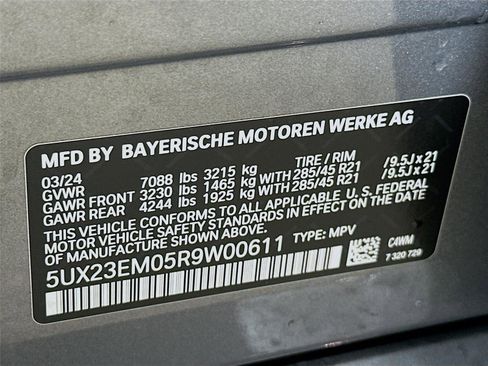 MFD BY BAYERISCHE MOTOREN WERKE AG
03/24 TIRE / RIM
GVWR 7088 lbs 3215 kg
GAWR FRONT 3230 lbs 1465 kg with 285/45 R21 /9.5J x 21
GAWR REAR 4244 lbs 1925 kg with 285/45 R21 /9.5J x 21
THIS VEHICLE CONFORMS TO ALL APPLICABLE U.S. FEDERAL
MOTOR VEHICLE SAFETY STANDARDS IN EFFECT ON THE DATE
OF MANUFACTURE SHOWN ABOVE.
5UX23EM05R9W00611 TYPE: MPV
C4WM
7 320 729